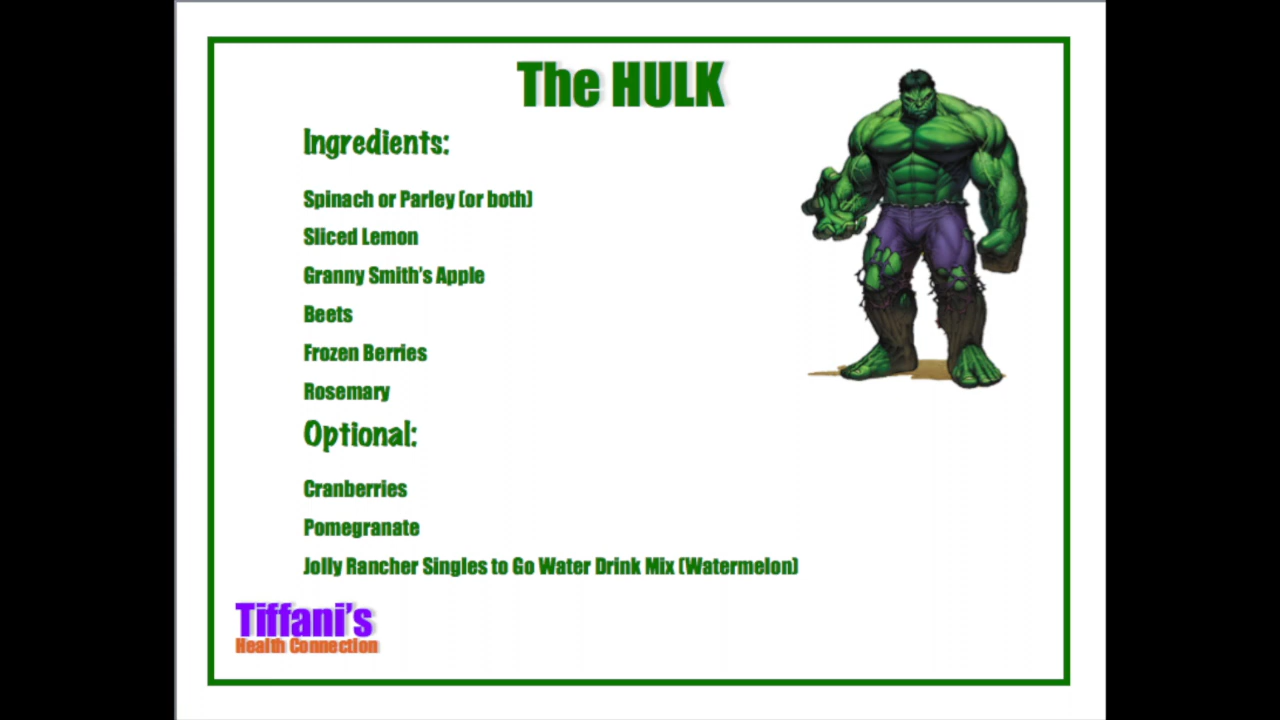 The HULK
Ingredients:
Spinach or Parley (or both)
Sliced Lemon
Granny Smith's Apple
Beets
Frozen Berries
Rosemary
Optional:
Cranberries
Pomegranate
Jolly Rancher Singles to Go Water Drink Mix (Watermelon)
Tiffani's
Health Connection